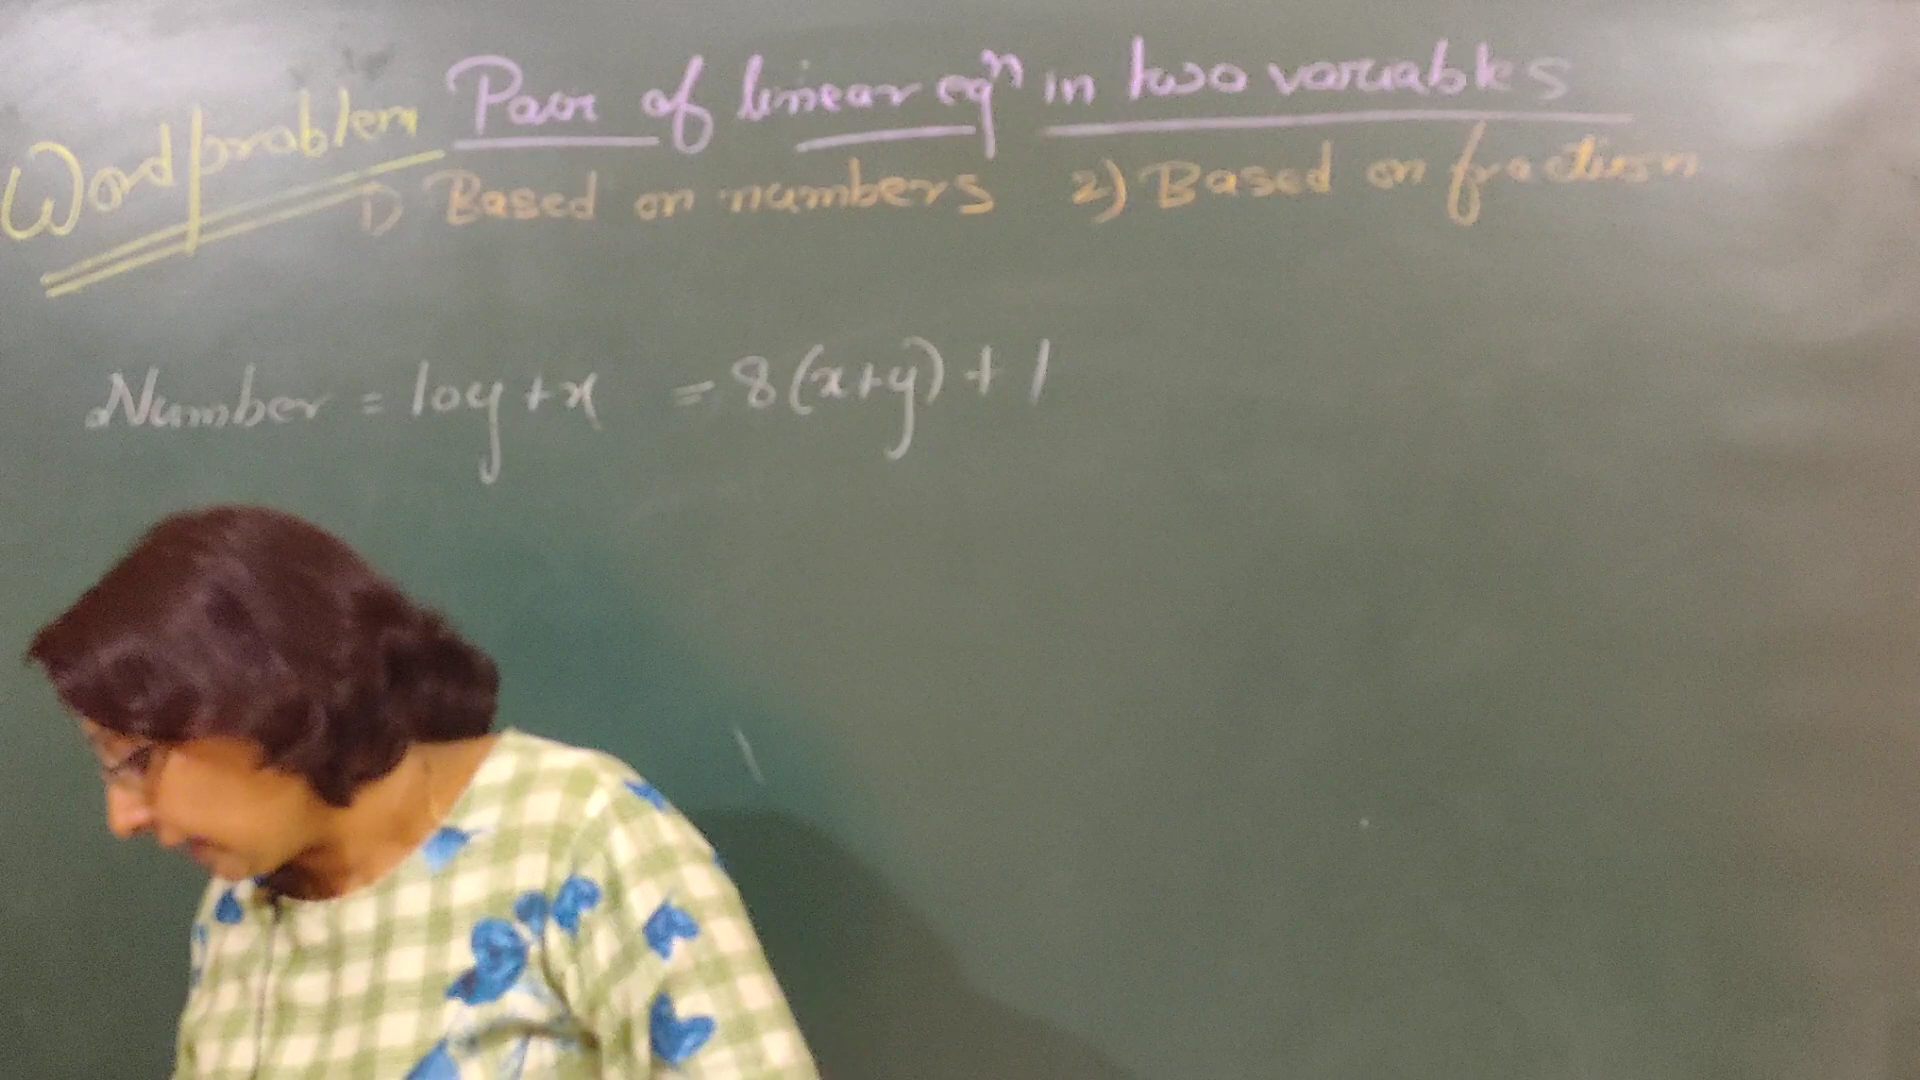 Word problem Pair of linear eqⁿ in two variables
1) Based on numbers 2) Based on fraction
Number = 10y + x = 8(x+y) + 1